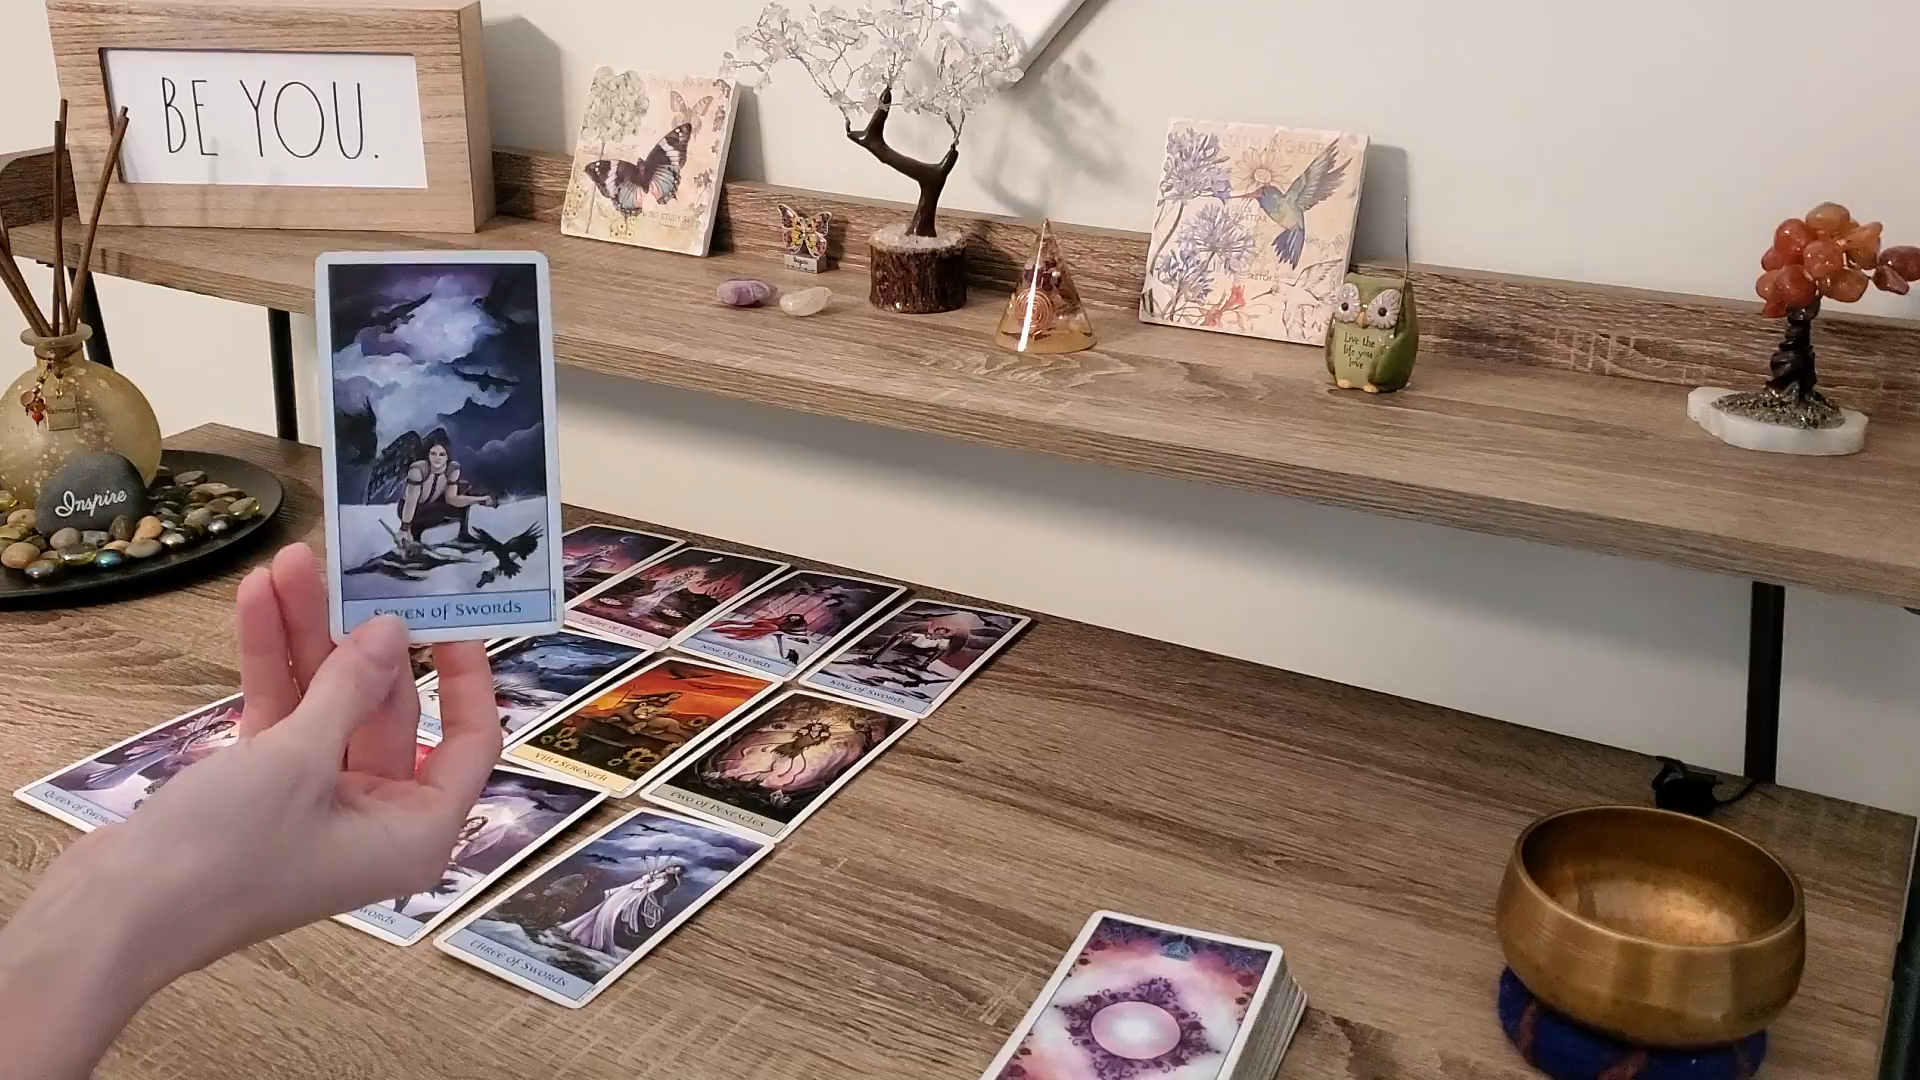 BE YOU.
Inspire
Live the
life you
love
SEVEN OF SWORDS
EIGHT OF CUPS
NINE OF SWORDS
KING OF SWORDS
VIII • STRENGTH
TWO OF PENTACLES
QUEEN OF SWORDS
SWORDS
THREE OF SWORDS